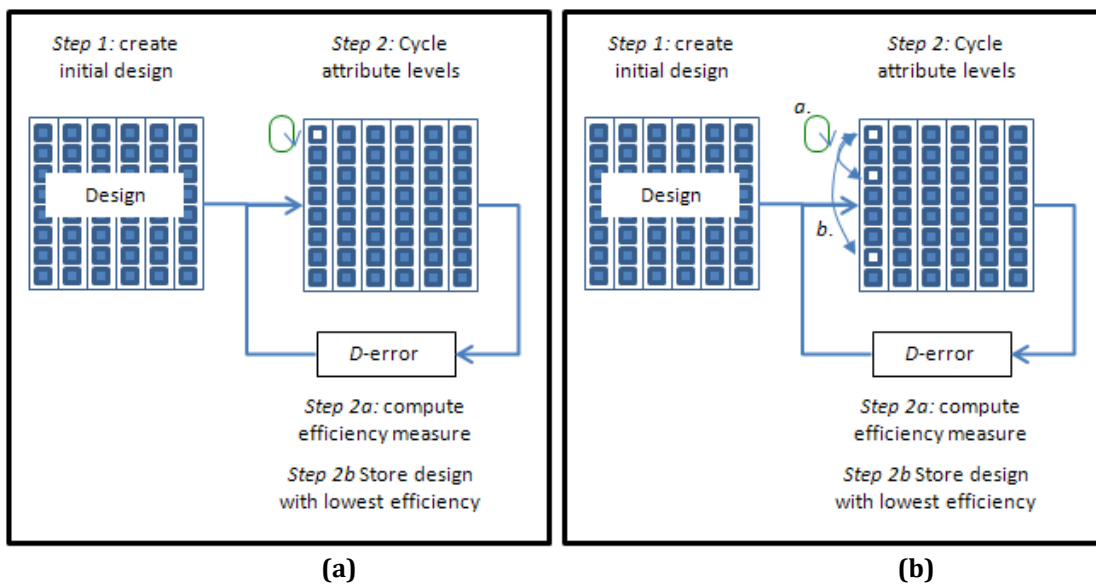 Step 1: create
initial design
Step 2: Cycle
attribute levels
Design
D-error
Step 2a: compute
efficiency measure
Step 2b Store design
with lowest efficiency
(a)
Step 1: create
initial design
Step 2: Cycle
attribute levels
a.
Design
b.
D-error
Step 2a: compute
efficiency measure
Step 2b Store design
with lowest efficiency
(b)